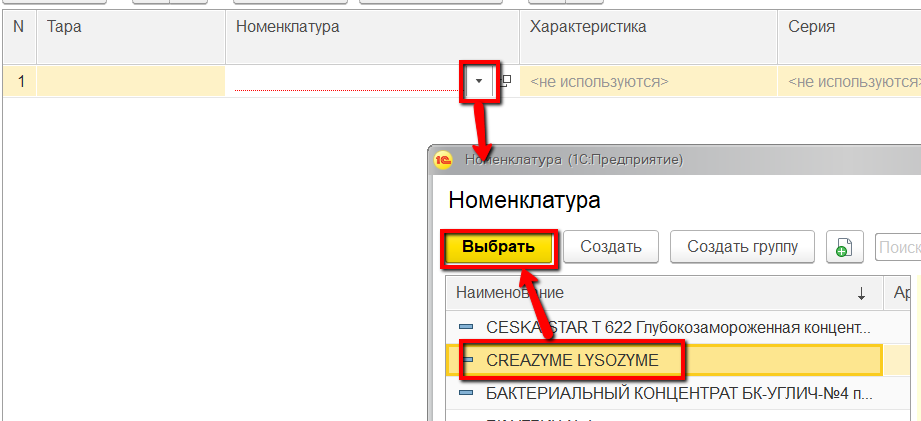 N Тара Номенклатура Характеристика Серия
1 <не используются> <не используются>
1С Номенклатура (1С:Предприятие)
Номенклатура
Выбрать Создать Создать группу Поиск
Наименование ↓ Ар
CESKA-STAR T 622 Глубокозамороженная концент...
CREAZYME LYSOZYME
БАКТЕРИАЛЬНЫЙ КОНЦЕНТРАТ БК-УГЛИЧ-№4 п...